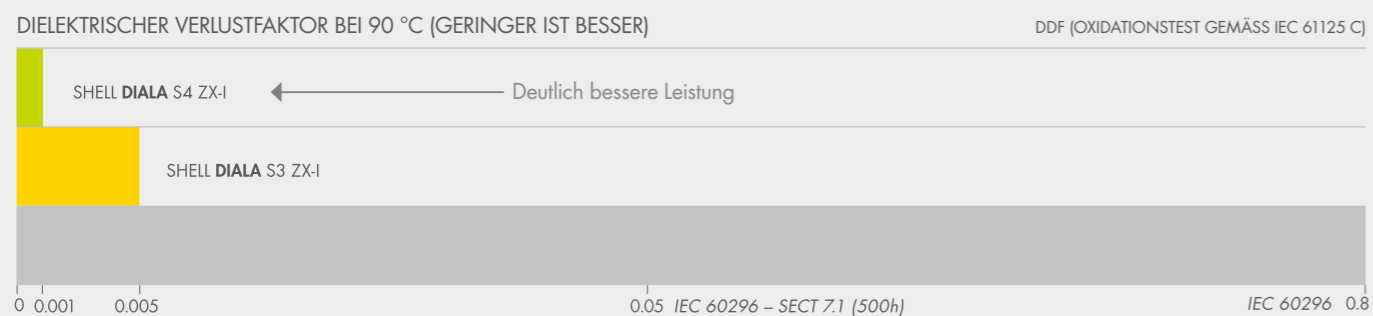 DIELEKTRISCHER VERLUSTFAKTOR BEI 90 °C (GERINGER IST BESSER)
DDF (OXIDATIONSTEST GEMÄSS IEC 61125 C)
SHELL DIALA S4 ZX-I
Deutlich bessere Leistung
SHELL DIALA S3 ZX-I
0 0.001 0.005 0.05 IEC 60296 – SECT 7.1 (500h) IEC 60296 0.8